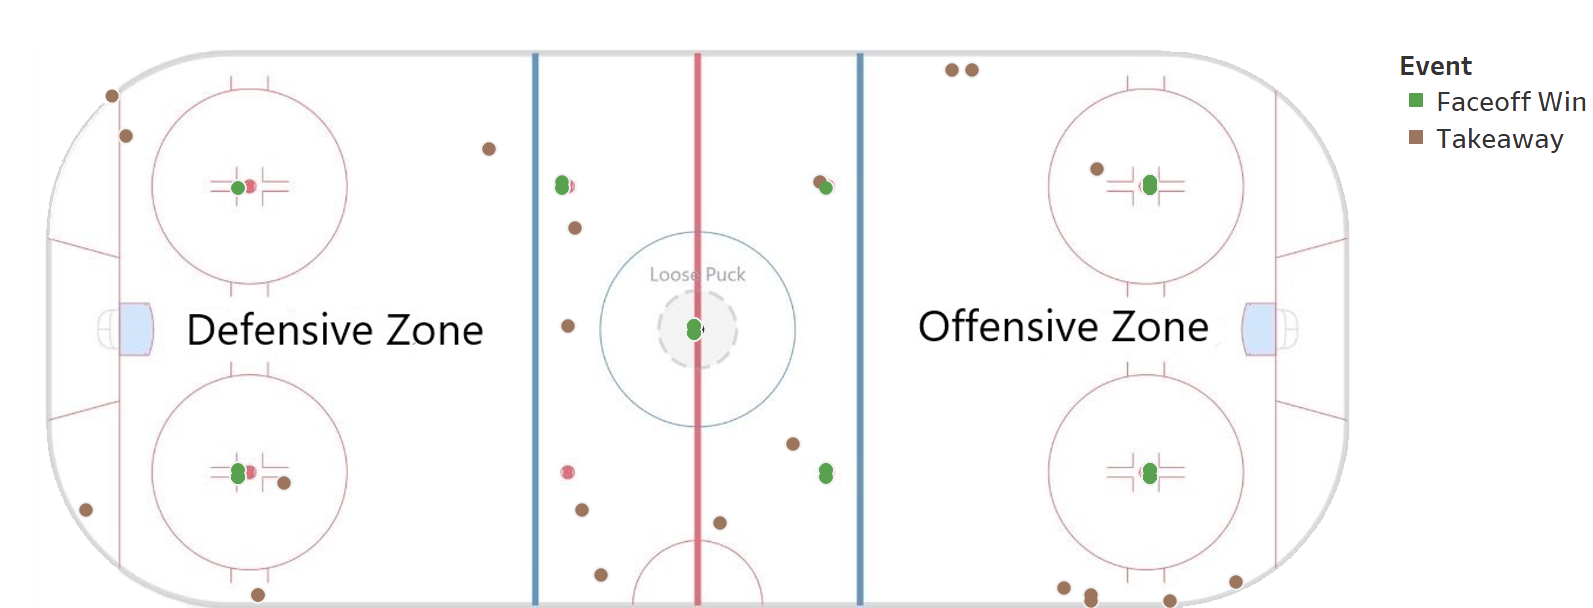 Event
Faceoff Win
Takeaway
Loose Puck
Defensive Zone
Offensive Zone